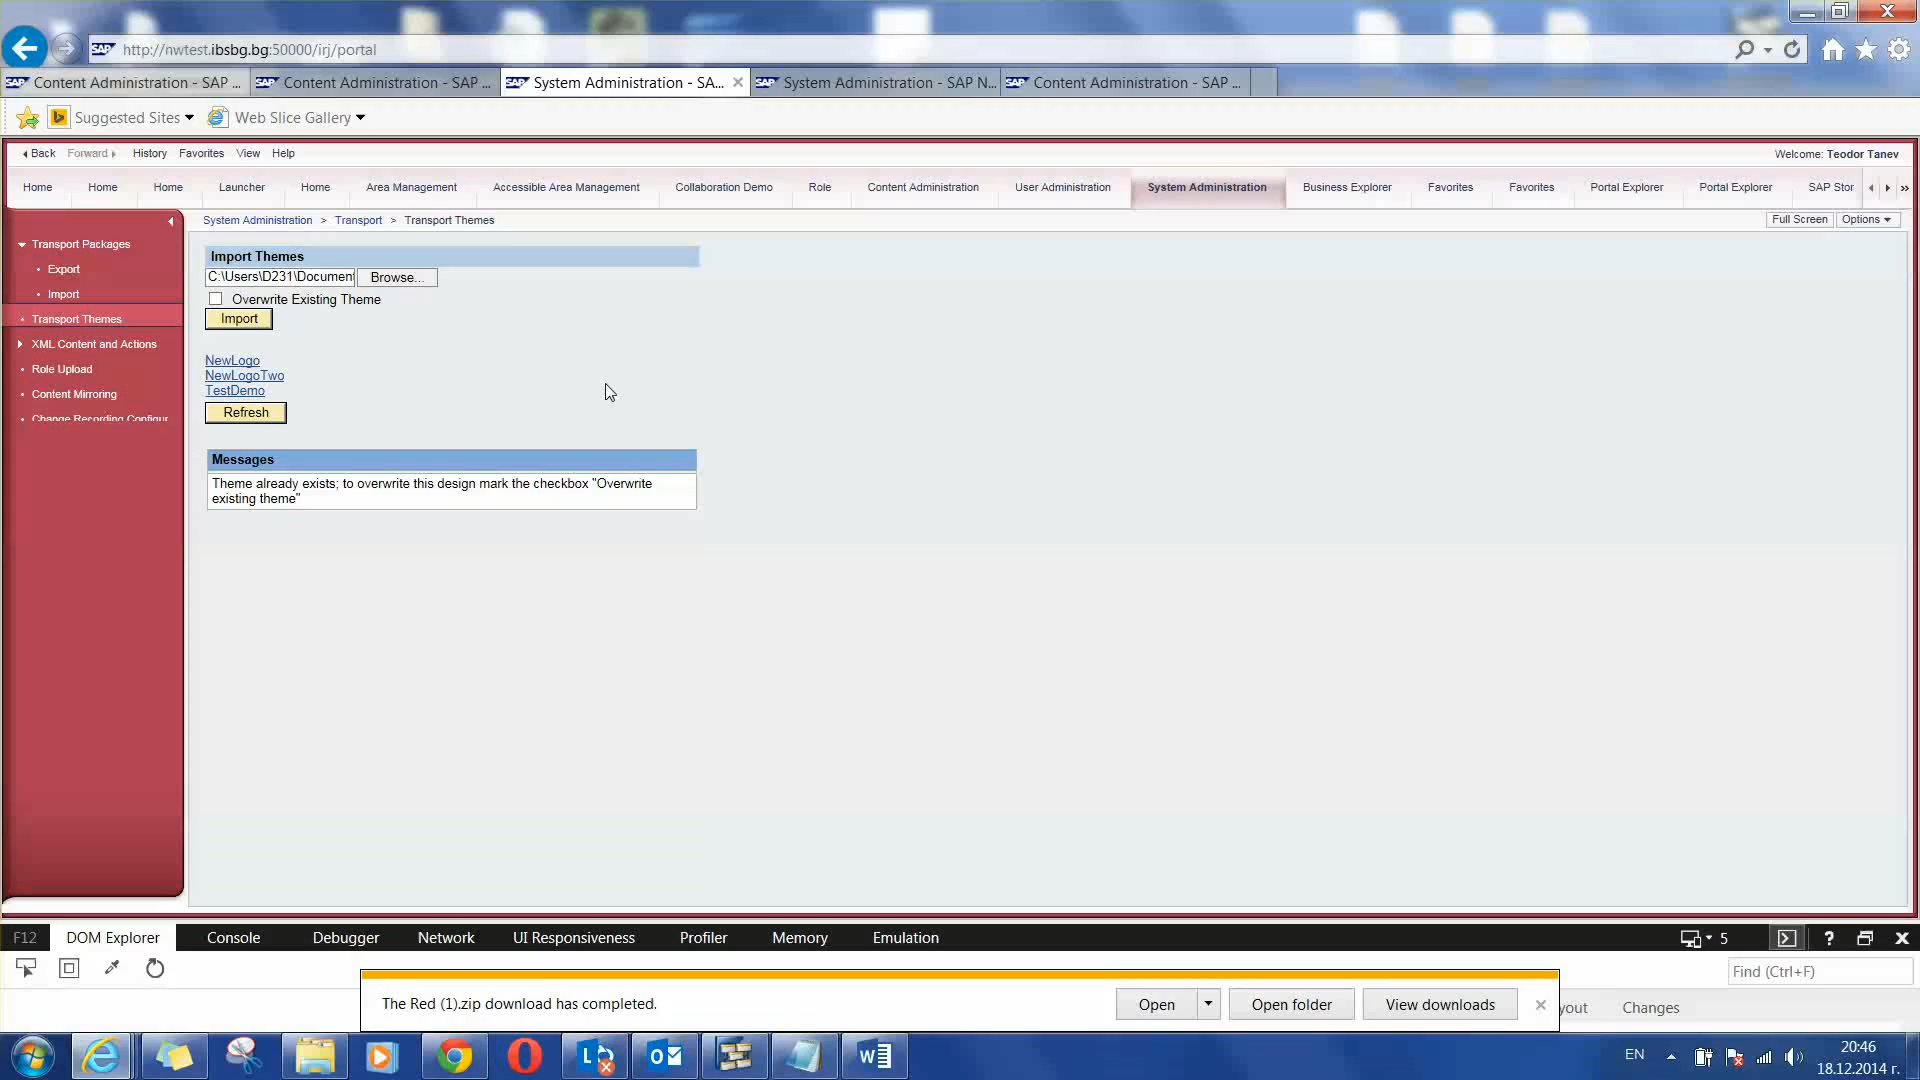 http://nwtest.ibsbg.bg:50000/irj/portal
Content Administration - SAP ... Content Administration - SAP ... System Administration - SA... System Administration - SAP N... Content Administration - SAP ...
Suggested Sites Web Slice Gallery
Back Forward History Favorites View Help Welcome: Teodor Tanev
Home Home Home Launcher Home Area Management Accessible Area Management Collaboration Demo Role Content Administration User Administration System Administration Business Explorer Favorites Favorites Portal Explorer Portal Explorer SAP Stor
System Administration > Transport > Transport Themes Full Screen Options
Transport Packages
Export
Import
Transport Themes
XML Content and Actions
Role Upload
Content Mirroring
Change Recording Configur
Import Themes
C:\Users\D231\Document Browse...
Overwrite Existing Theme
Import
NewLogo
NewLogoTwo
TestDemo
Refresh
Messages
Theme already exists; to overwrite this design mark the checkbox "Overwrite
existing theme"
F12 DOM Explorer Console Debugger Network UI Responsiveness Profiler Memory Emulation 5
Find (Ctrl+F)
The Red (1).zip download has completed. Open Open folder View downloads
yout Changes
EN 20:46
18.12.2014 г.